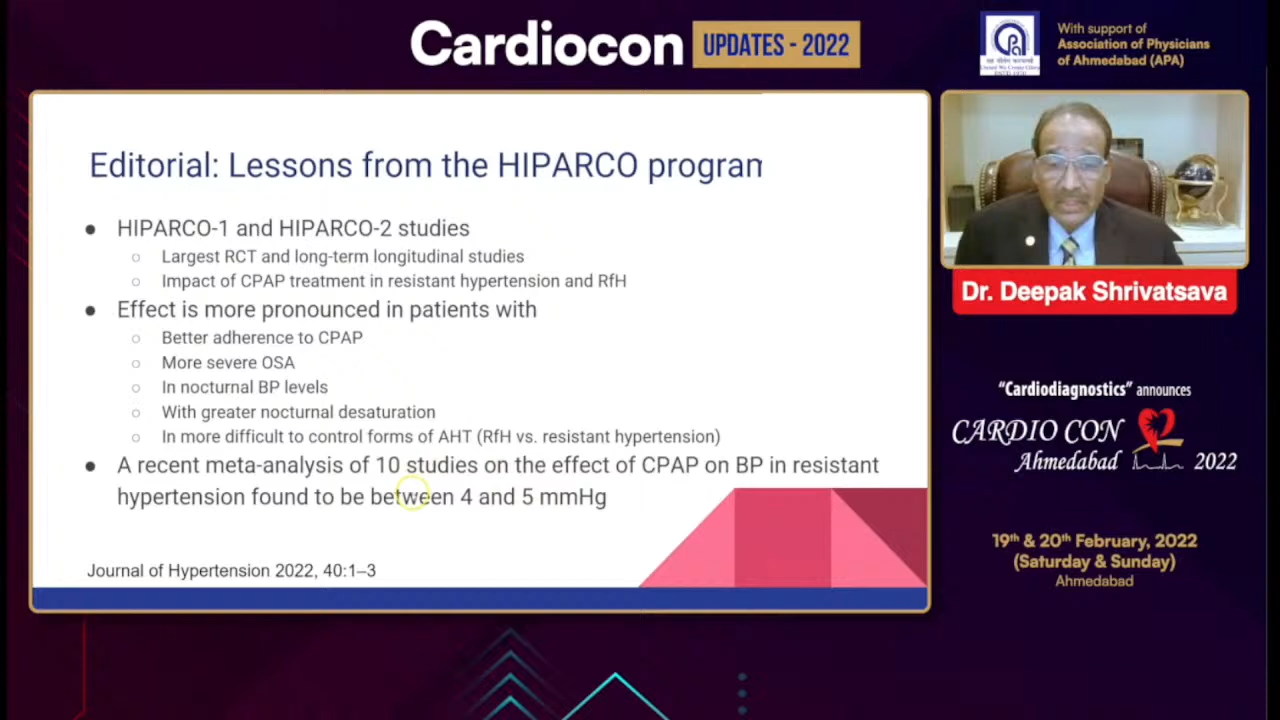 Cardiocon UPDATES - 2022
With support of
Association of Physicians
of Ahmedabad (APA)
Editorial: Lessons from the HIPARCO program
● HIPARCO-1 and HIPARCO-2 studies
○ Largest RCT and long-term longitudinal studies
○ Impact of CPAP treatment in resistant hypertension and RfH
● Effect is more pronounced in patients with
○ Better adherence to CPAP
○ More severe OSA
○ In nocturnal BP levels
○ With greater nocturnal desaturation
○ In more difficult to control forms of AHT (RfH vs. resistant hypertension)
● A recent meta-analysis of 10 studies on the effect of CPAP on BP in resistant
hypertension found to be between 4 and 5 mmHg
Journal of Hypertension 2022, 40:1–3
Dr. Deepak Shrivatsava
“Cardiodiagnostics” announces
CARDIO CON
Ahmedabad 2022
19th & 20th February, 2022
(Saturday & Sunday)
Ahmedabad